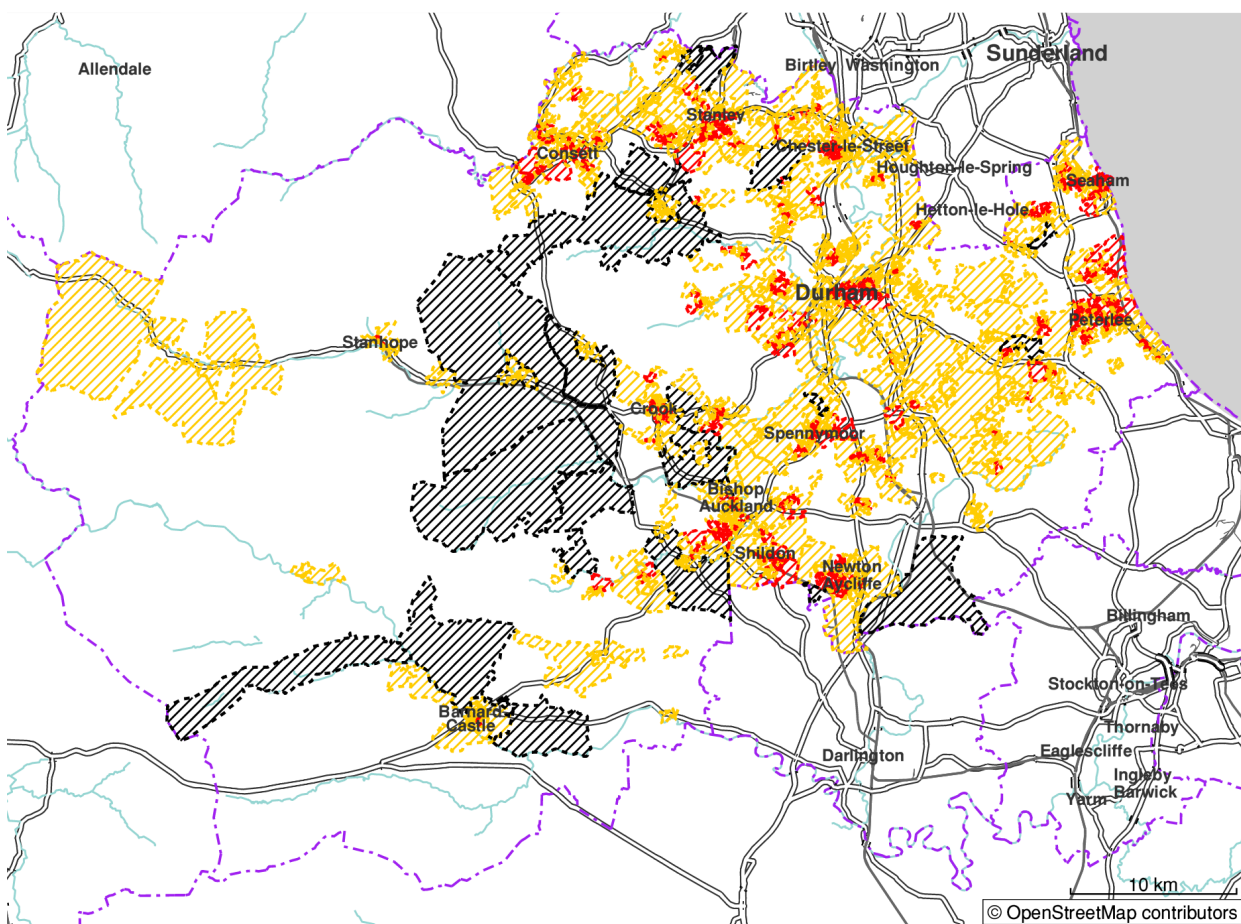 Sunderland
Allendale
Birtley
Washington
Stanley
Consett
Chester-le-Street
Houghton-le-Spring
Seaham
Hetton-le-Hole
Durham
Peterlee
Stanhope
Crook
Spennymoor
Bishop
Auckland
Shildon
Newton
Aycliffe
Billingham
Stockton-on-Tees
Barnard
Castle
Thornaby
Darlington
Eaglescliffe
Ingleby
Barwick
Yarm
10 km
© OpenStreetMap contributors